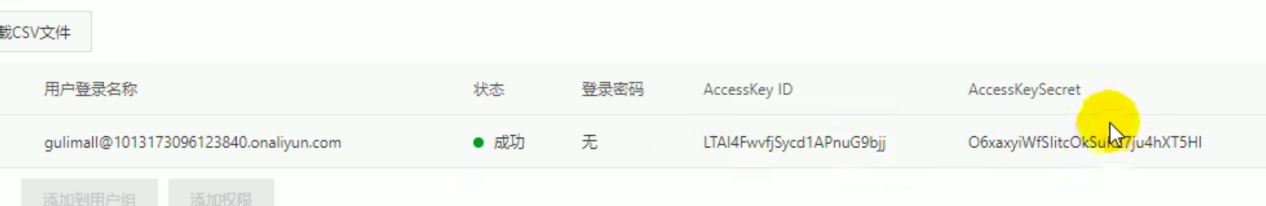 CSV文件
用户登录名称 状态 登录密码 AccessKey ID AccessKeySecret
gulimall@1013173096123840.onaliyun.com 成功 无 LTAI4FwvfjSycd1APnuG9bjj
添加到用户组 添加权限